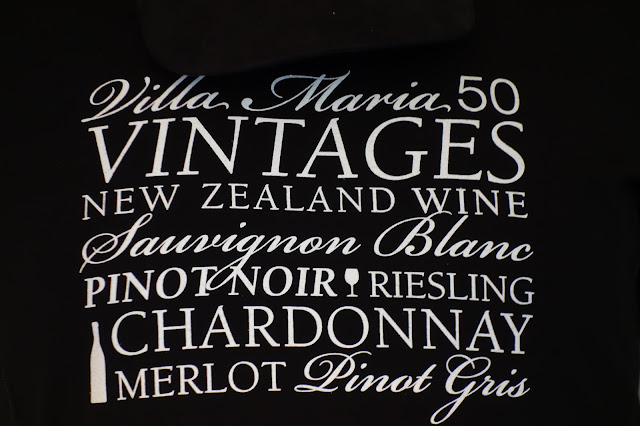 Villa Maria 50
VINTAGES
NEW ZEALAND WINE
Sauvignon Blanc
PINOT NOIR RIESLING
CHARDONNAY
MERLOT Pinot Gris